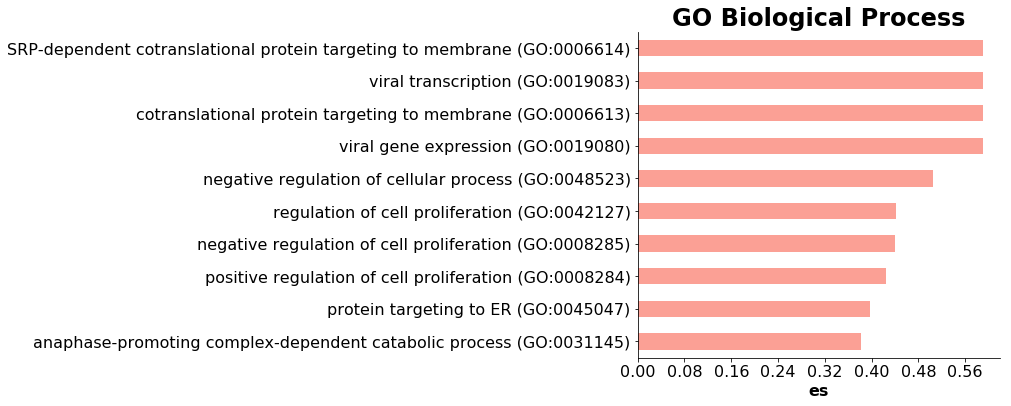 GO Biological Process
SRP-dependent cotranslational protein targeting to membrane (GO:0006614)
viral transcription (GO:0019083)
cotranslational protein targeting to membrane (GO:0006613)
viral gene expression (GO:0019080)
negative regulation of cellular process (GO:0048523)
regulation of cell proliferation (GO:0042127)
negative regulation of cell proliferation (GO:0008285)
positive regulation of cell proliferation (GO:0008284)
protein targeting to ER (GO:0045047)
anaphase-promoting complex-dependent catabolic process (GO:0031145)
0.00 0.08 0.16 0.24 0.32 0.40 0.48 0.56
es